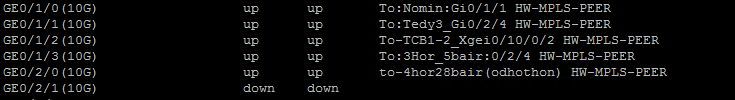 GE0/1/0(10G) up up To:Nomin:Gi0/1/1 HW-MPLS-PEER
GE0/1/1(10G) up up To:Tedy3_Gi0/2/4 HW-MPLS-PEER
GE0/1/2(10G) up up To-TCB1-2_Xgei0/10/0/2 HW-MPLS-PEER
GE0/1/3(10G) up up To:3Hor_5bair:0/2/4 HW-MPLS-PEER
GE0/2/0(10G) up up to-4hor28bair(odhothon) HW-MPLS-PEER
GE0/2/1(10G) down down